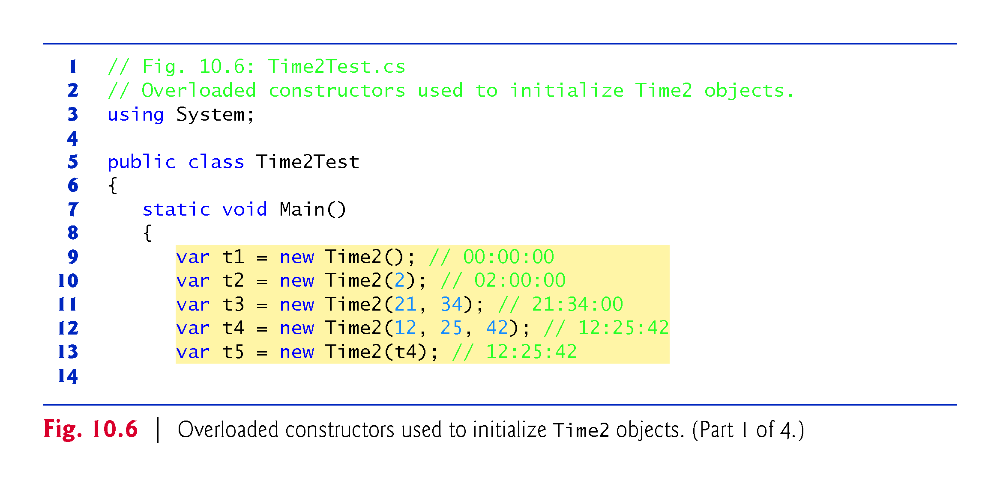 1 // Fig. 10.6: Time2Test.cs
2 // Overloaded constructors used to initialize Time2 objects.
3 using System;
4
5 public class Time2Test
6 {
7 static void Main()
8 {
9 var t1 = new Time2(); // 00:00:00
10 var t2 = new Time2(2); // 02:00:00
11 var t3 = new Time2(21, 34); // 21:34:00
12 var t4 = new Time2(12, 25, 42); // 12:25:42
13 var t5 = new Time2(t4); // 12:25:42
14
Fig. 10.6 | Overloaded constructors used to initialize Time2 objects. (Part 1 of 4.)